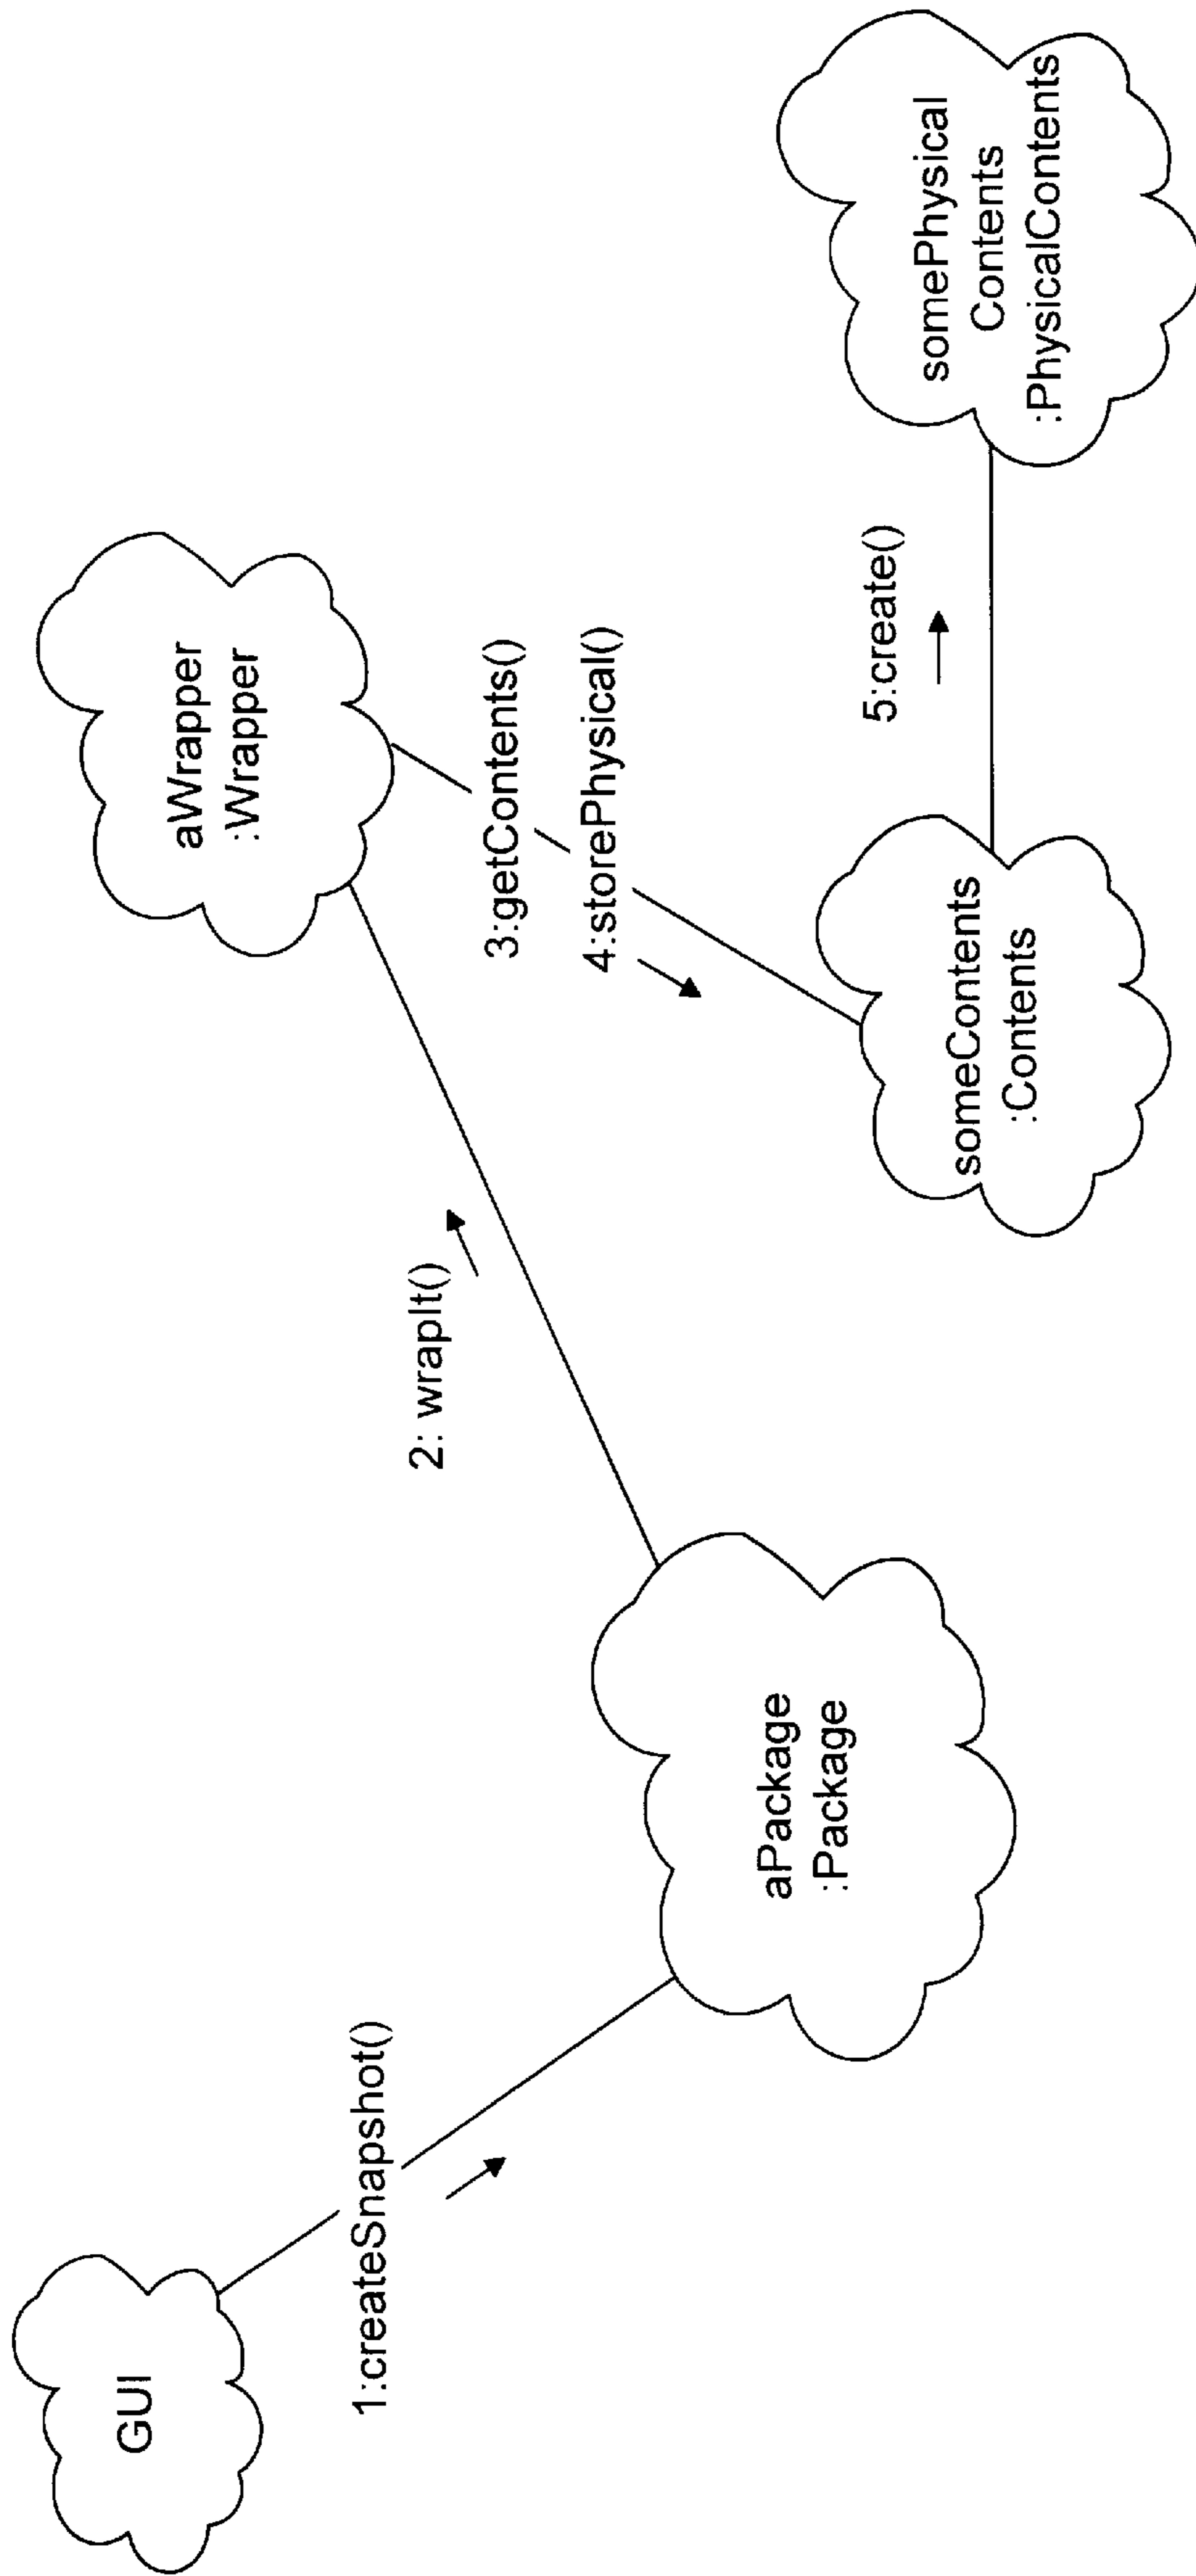 GUI
1:createSnapshot()
aPackage
:Package
2: wrapIt()
aWrapper
:Wrapper
3:getContents()
4:storePhysical()
someContents
:Contents
5:create()
somePhysical
Contents
:PhysicalContents